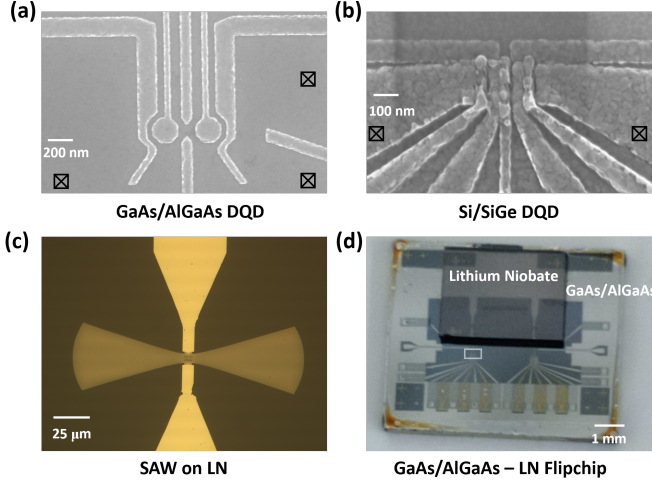 (a)
200 nm
GaAs/AlGaAs DQD
(b)
100 nm
Si/SiGe DQD
(c)
25 μm
SAW on LN
(d)
Lithium Niobate
GaAs/AlGaAs
1 mm
GaAs/AlGaAs – LN Flipchip